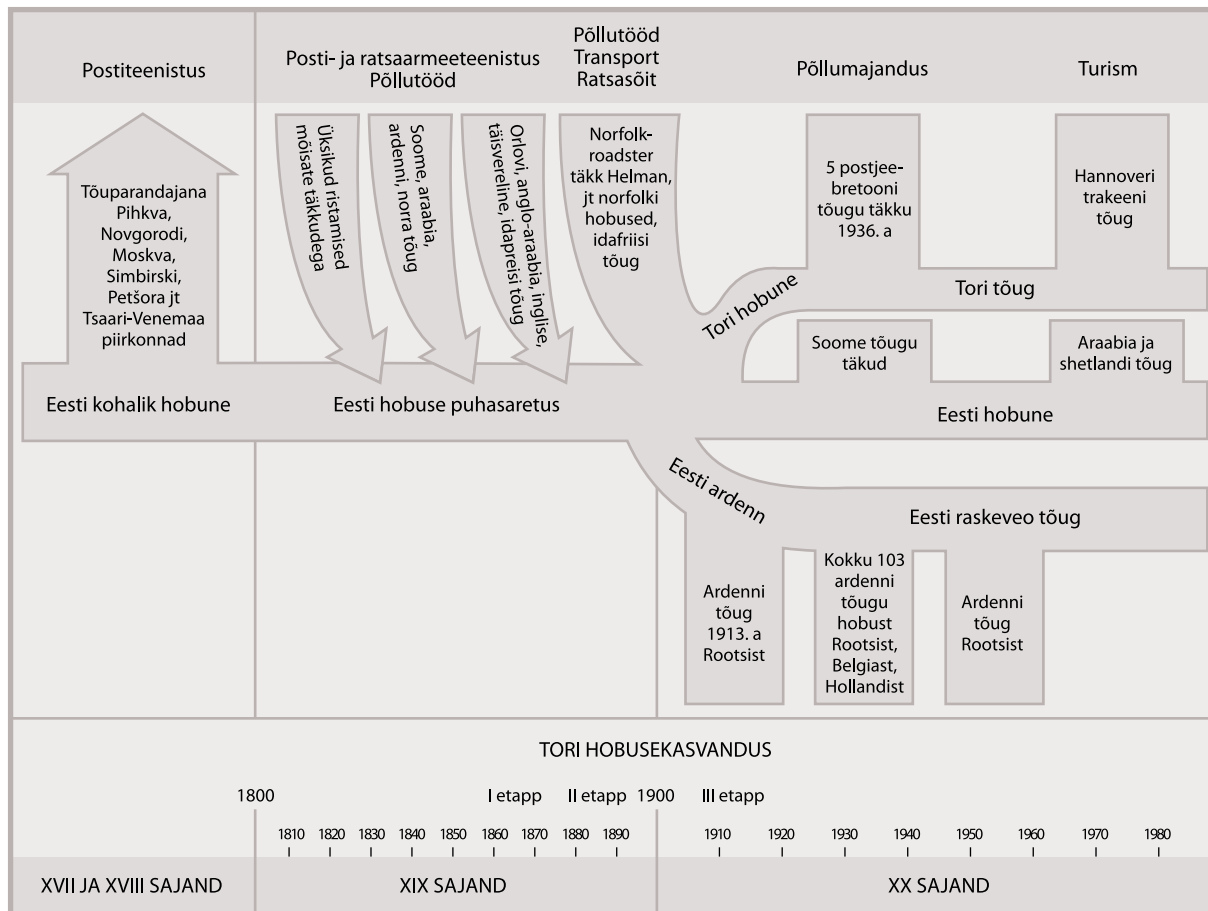 Postiteenistus
Posti- ja ratsaarmeeteenistus
Põllutööd
Põllutööd
Transport
Ratsasõit
Põllumajandus
Turism
Tõuparandajana
Pihkva,
Novgorodi,
Moskva,
Simbirski,
Petšora jt
Tsaari-Venemaa
piirkonnad
Üksikud ristamised
mõisate täkkudega
Soome, araabia,
ardenni, norra tõug
Orlovi, anglo-araabia, inglise,
täisvereline, idapreisi tõug
Norfolk-
roadster
täkk Helman,
jt norfolki
hobused,
idafriisi
tõug
5 postjee-
bretooni
tõugu täkku
1936. a
Hannoveri
trakeeni
tõug
Tori hobune
Tori tõug
Soome tõugu
täkud
Araabia ja
shetlandi tõug
Eesti kohalik hobune
Eesti hobuse puhasaretus
Eesti hobune
Eesti ardenn
Eesti raskeveo tõug
Ardenni
tõug
1913. a
Rootsist
Kokku 103
ardenni
tõugu
hobust
Rootsist,
Belgiast,
Hollandist
Ardenni
tõug
Rootsist
TORI HOBUSEKASVANDUS
1800 I etapp II etapp 1900 III etapp
1810 1820 1830 1840 1850 1860 1870 1880 1890 1910 1920 1930 1940 1950 1960 1970 1980
XVII JA XVIII SAJAND XIX SAJAND XX SAJAND